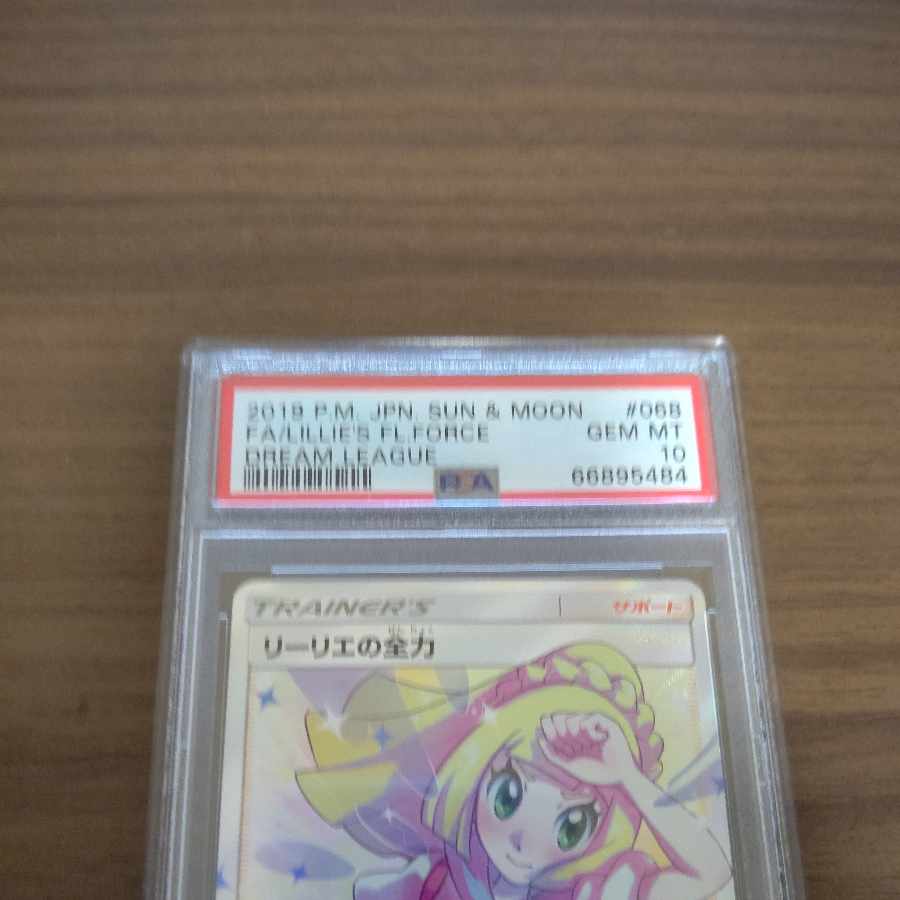 2019 P.M. JPN. SUN & MOON #068
FA/LILLIE'S FL.FORCE GEM MT
DREAM LEAGUE 10
PSA 66895484
TRAINER'S サポート
リーリエの全力